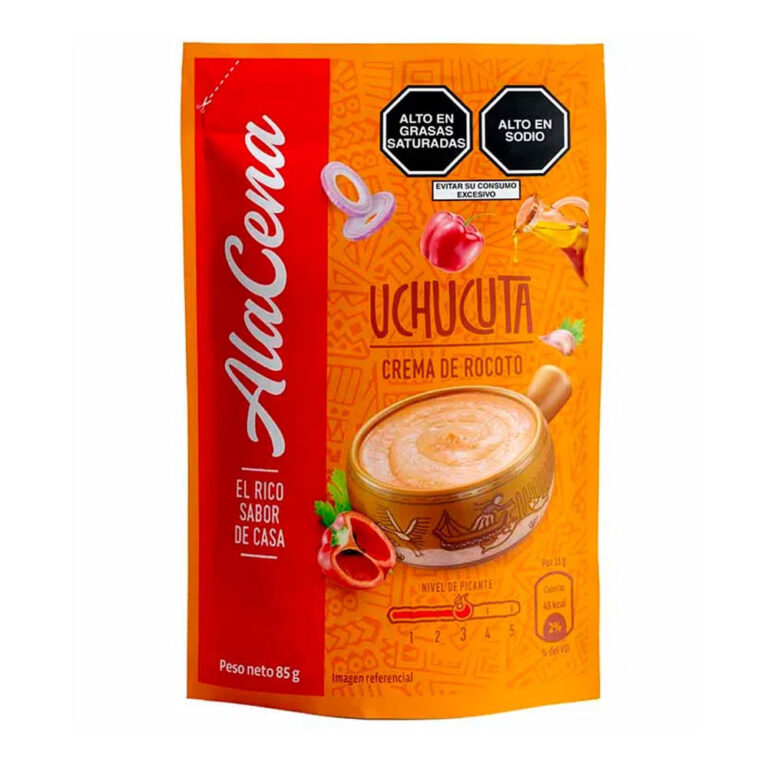 ALTO EN
GRASAS
SATURADAS
ALTO EN
SODIO
EVITAR SU CONSUMO
EXCESIVO
AlaCena
EL RICO
SABOR
DE CASA
UCHUCUTA
CREMA DE ROCOTO
NIVEL DE PICANTE
1 2 3 4 5
Por 15 g
Calorías
45 kcal
2%
% del VD
Peso neto 85 g
Imagen referencial